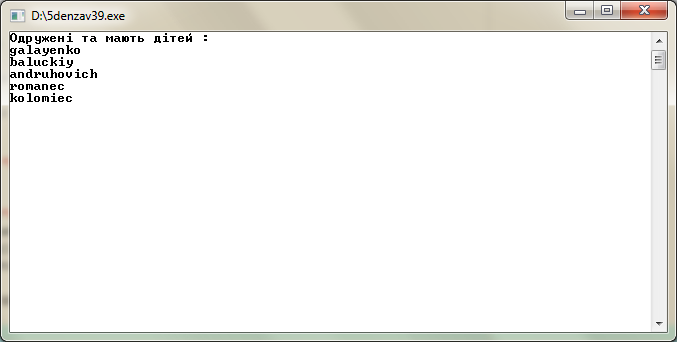 D:\5denzav39.exe
Одружені та мають дітей :
galayenko
baluckiy
andruhovich
romanec
kolomiec